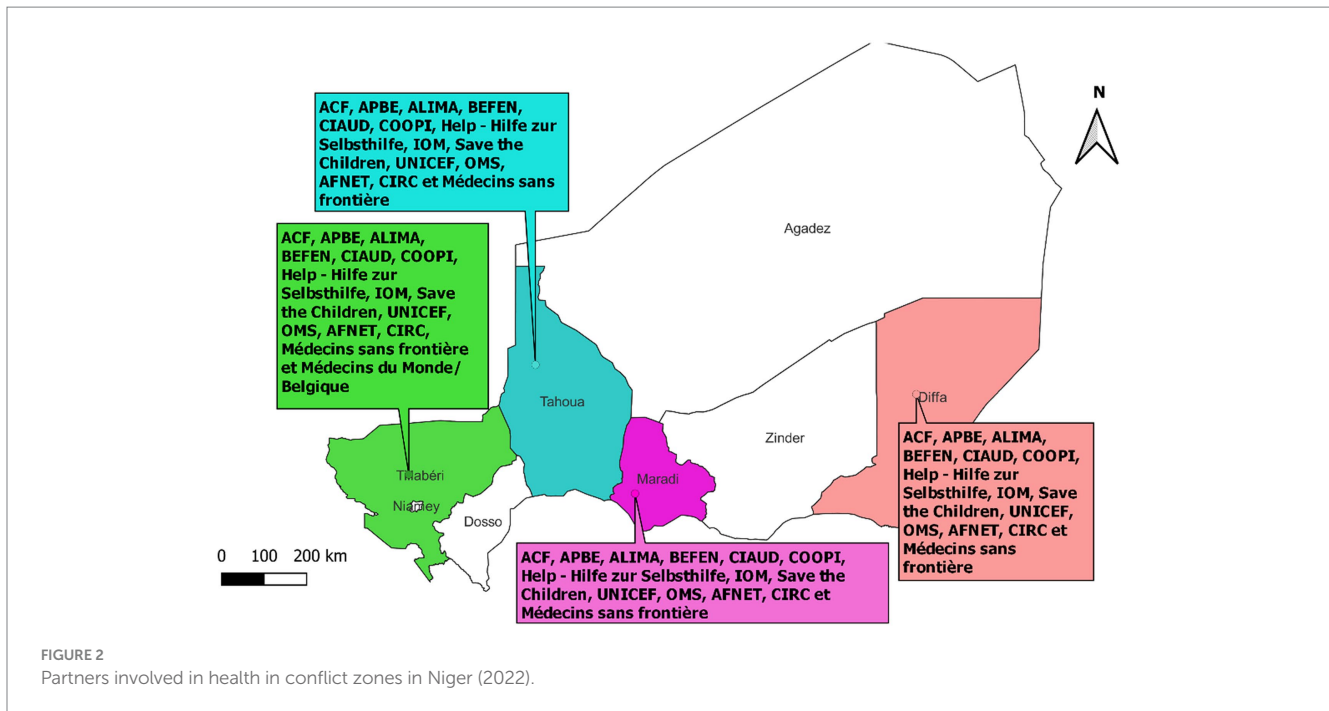 ACF, APBE, ALIMA, BEFEN,
CIAUD, COOPI, Help - Hilfe zur
Selbsthilfe, IOM, Save the
Children, UNICEF, OMS,
AFNET, CIRC et Médecins sans
frontière
N
ACF, APBE, ALIMA,
BEFEN, CIAUD, COOPI,
Help - Hilfe zur
Selbsthilfe, IOM, Save
the Children, UNICEF,
OMS, AFNET, CIRC,
Médecins sans frontière
et Médecins du Monde/
Belgique
Agadez
Tahoua
Diffa
Zinder
ACF, APBE, ALIMA,
BEFEN, CIAUD, COOPI,
Help - Hilfe zur
Selbsthilfe, IOM, Save
the Children, UNICEF,
OMS, AFNET, CIRC et
Médecins sans
frontière
Tillabéri
Maradi
Niamey
Dosso
0 100 200 km
ACF, APBE, ALIMA, BEFEN, CIAUD, COOPI,
Help - Hilfe zur Selbsthilfe, IOM, Save the
Children, UNICEF, OMS, AFNET, CIRC et
Médecins sans frontière
FIGURE 2
Partners involved in health in conflict zones in Niger (2022).